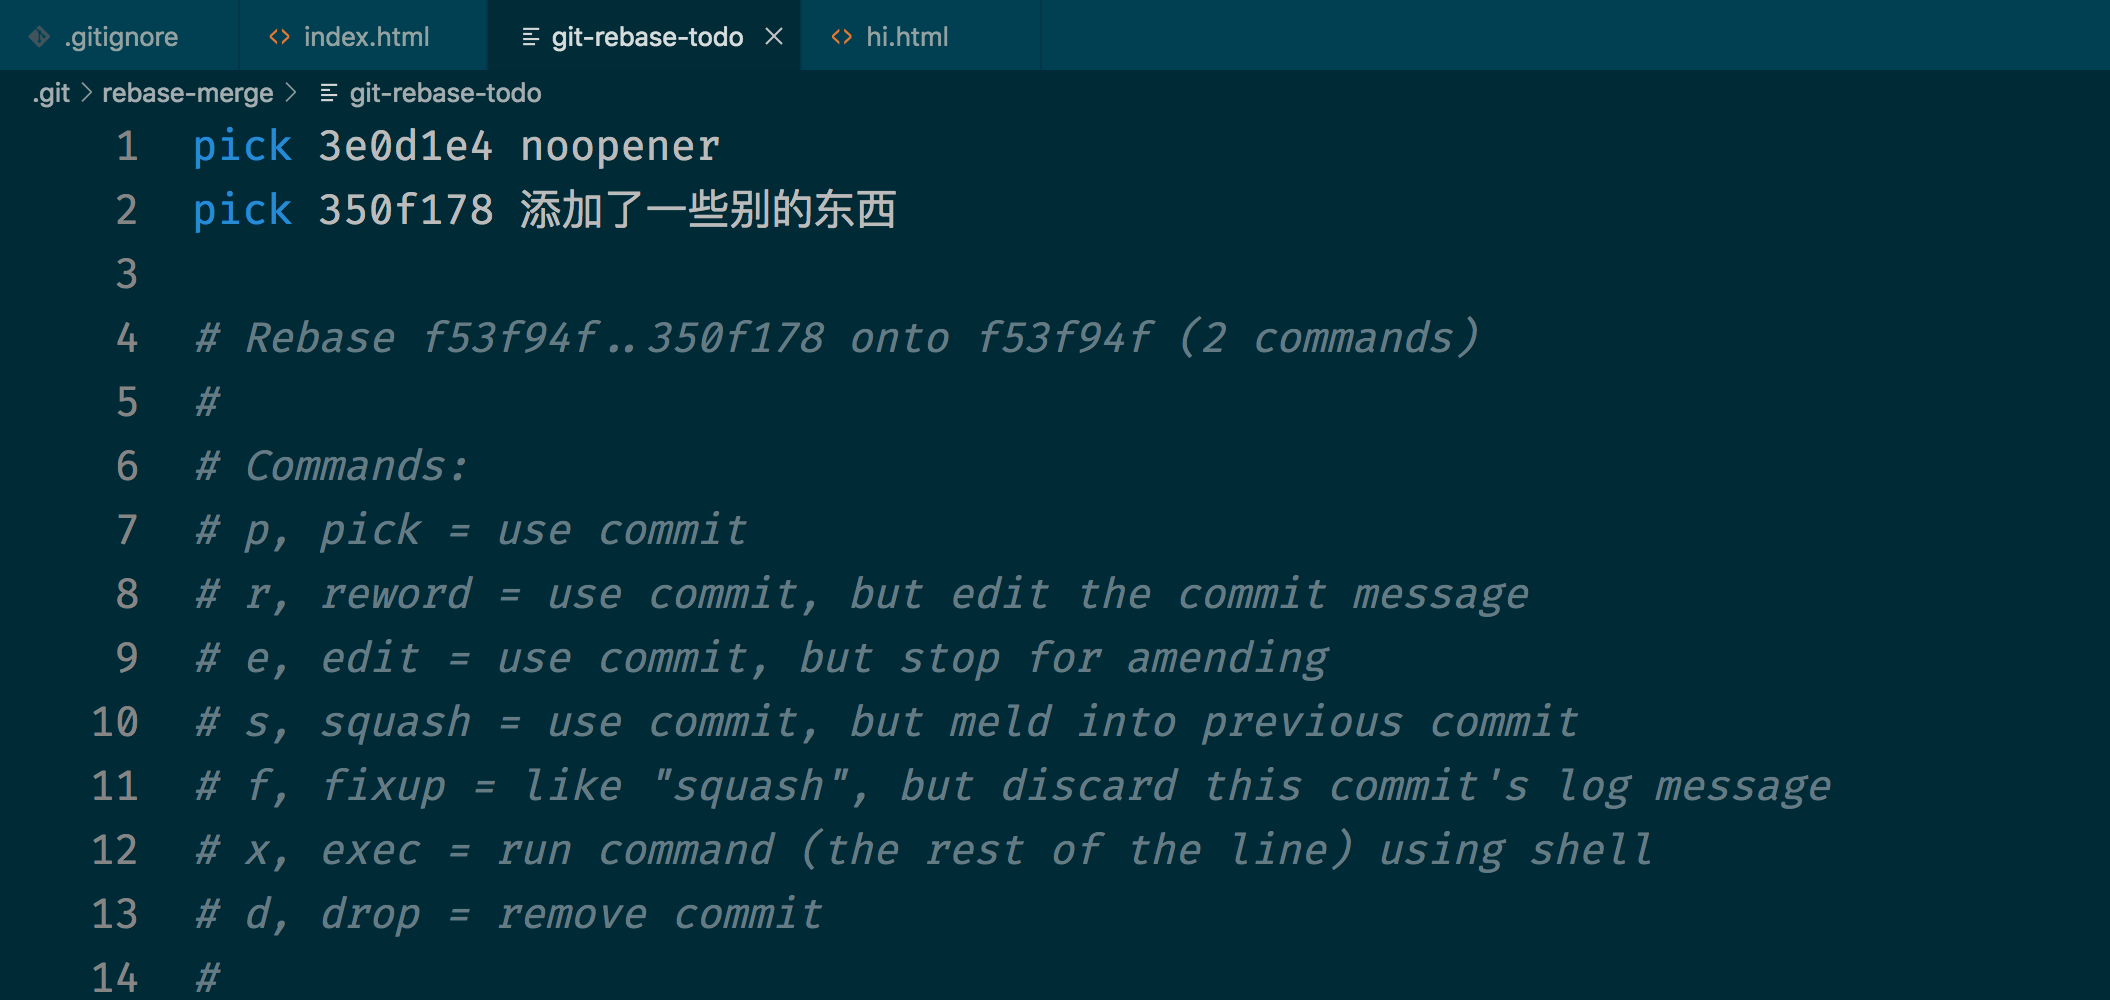 .gitignore index.html git-rebase-todo hi.html
.git > rebase-merge > git-rebase-todo
1 pick 3e0d1e4 noopener
2 pick 350f178 添加了一些别的东西
3
4 # Rebase f53f94f..350f178 onto f53f94f (2 commands)
5 #
6 # Commands:
7 # p, pick = use commit
8 # r, reword = use commit, but edit the commit message
9 # e, edit = use commit, but stop for amending
10 # s, squash = use commit, but meld into previous commit
11 # f, fixup = like "squash", but discard this commit's log message
12 # x, exec = run command (the rest of the line) using shell
13 # d, drop = remove commit
14 #